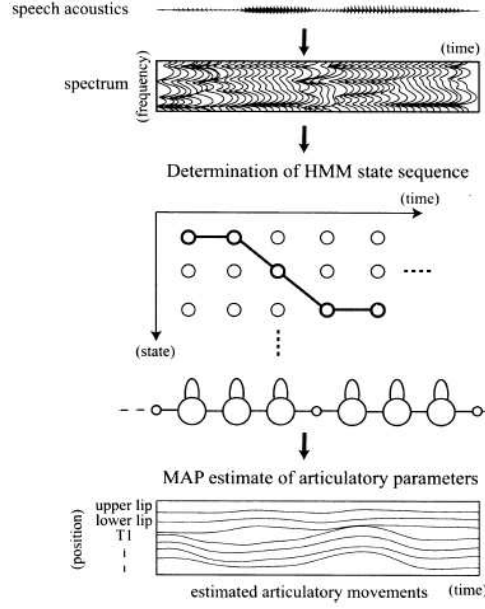 speech acoustics
(time)
spectrum
(frequency)
Determination of HMM state sequence
(time)
(state)
MAP estimate of articulatory parameters
upper lip
lower lip
T1
(position)
estimated articulatory movements (time)